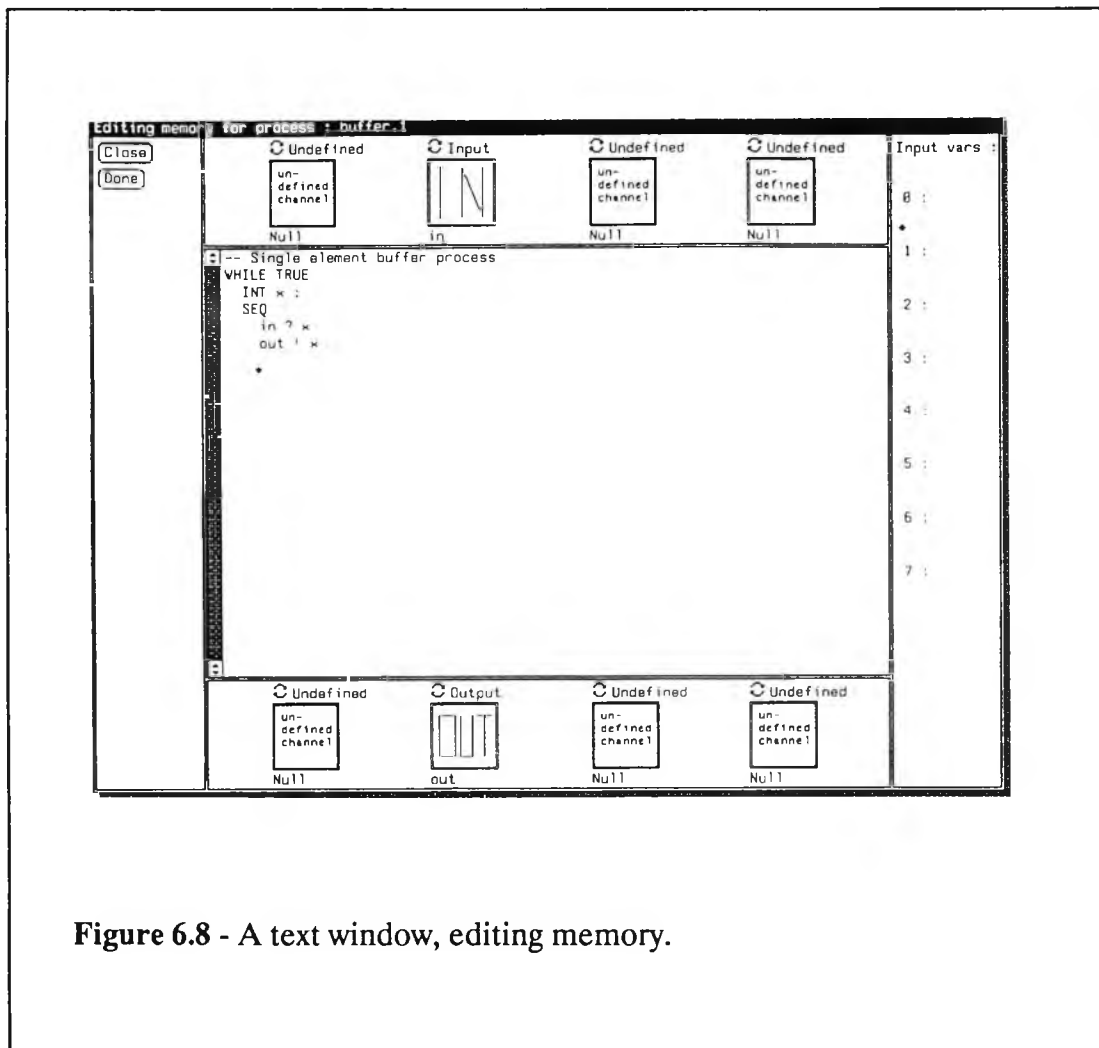 Editing memory for process : buffer.1
Close
Done
Undefined
Input
Undefined
Undefined
un-
defined
channel
IN
un-
defined
channel
un-
defined
channel
Null
in
Null
Null
Input vars :
0 :
1 :
2 :
3 :
4 :
5 :
6 :
7 :
-- Single element buffer process
WHILE TRUE
INT x :
SEQ
in ? x
out ! x
Undefined
Output
Undefined
Undefined
un-
defined
channel
OUT
un-
defined
channel
un-
defined
channel
Null
out
Null
Null
Figure 6.8 - A text window, editing memory.